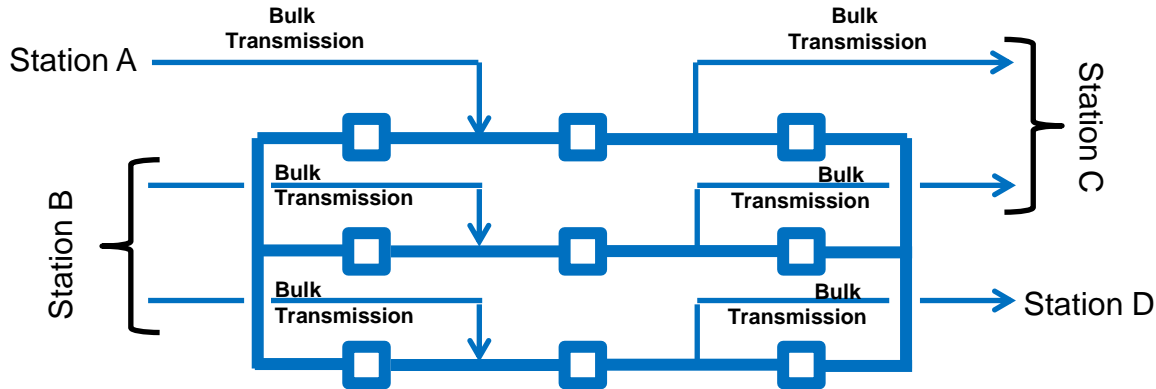 Bulk
Transmission
Bulk
Transmission
Station A
Station C
Bulk
Transmission
Bulk
Transmission
Station B
Bulk
Transmission
Bulk
Transmission
Station D